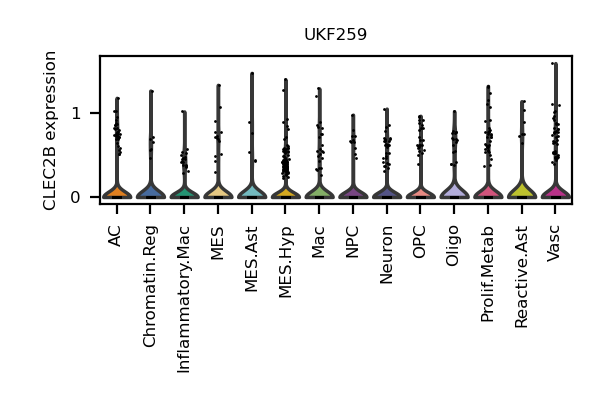 UKF259
CLEC2B expression
1
0
AC
Chromatin.Reg
Inflammatory.Mac
MES
MES.Ast
MES.Hyp
Mac
NPC
Neuron
OPC
Oligo
Prolif.Metab
Reactive.Ast
Vasc